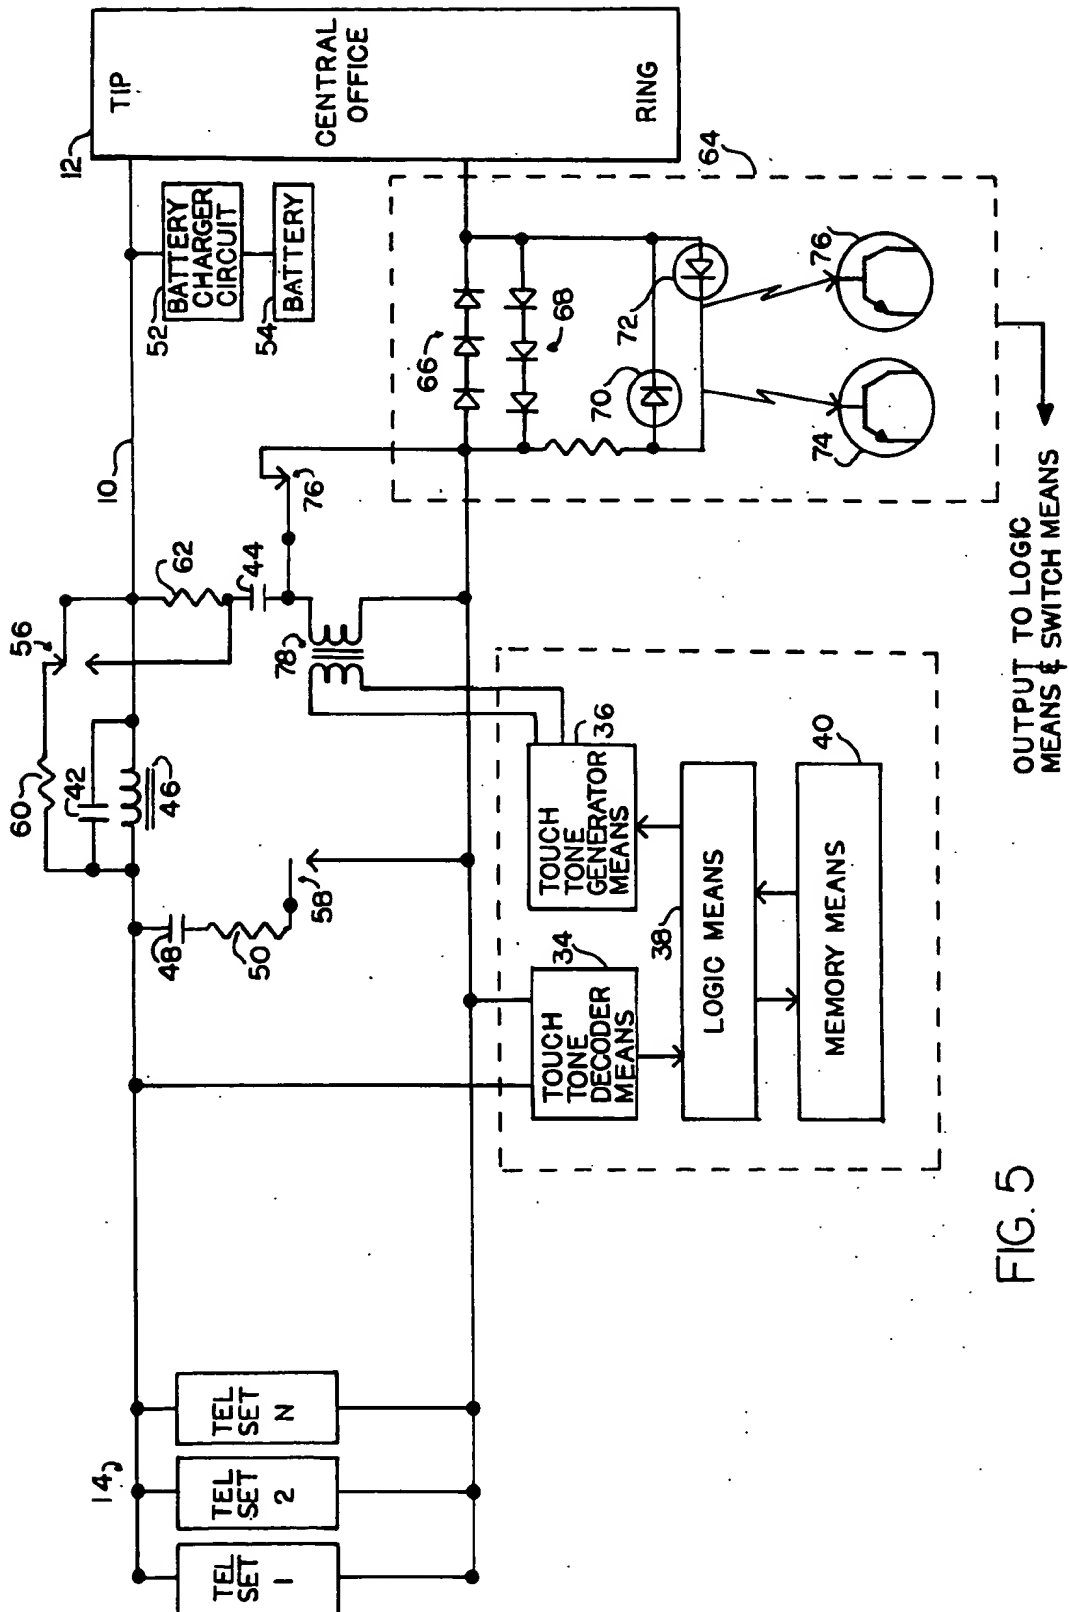 12
TIP
CENTRAL
OFFICE
RING
52
BATTERY
CHARGER
CIRCUIT
54
BATTERY
10
56
60
42
46
62
44
76
78
48
50
58
64
66
68
70
72
74
76
OUTPUT TO LOGIC
MEANS & SWITCH MEANS
34
TOUCH
TONE
DECODER
MEANS
36
TOUCH
TONE
GENERATOR
MEANS
38
LOGIC MEANS
40
MEMORY MEANS
14
TEL
SET
1
TEL
SET
2
TEL
SET
N
FIG. 5